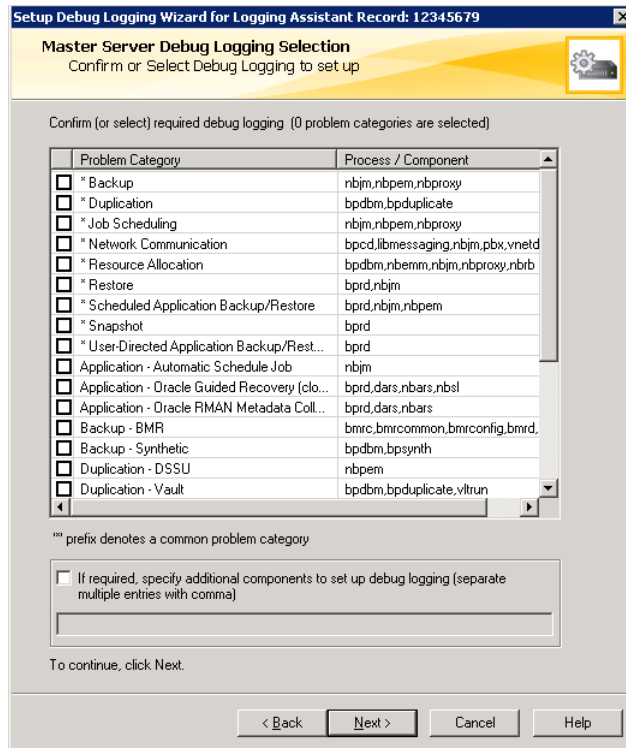 Setup Debug Logging Wizard for Logging Assistant Record: 12345679
Master Server Debug Logging Selection
Confirm or Select Debug Logging to set up
Confirm (or select) required debug logging (0 problem categories are selected)
Problem Category Process / Component
* Backup nbjm,nbpem,nbproxy
* Duplication bpdbm,bpduplicate
* Job Scheduling nbjm,nbpem,nbproxy
* Network Communication bpcd,libmessaging,nbjm,pbx,vnetd
* Resource Allocation bpdbm,nbemm,nbjm,nbproxy,nbrb
* Restore bprd,nbjm
* Scheduled Application Backup/Restore bprd,nbjm,nbpem
* Snapshot bprd
* User-Directed Application Backup/Rest... bprd
Application - Automatic Schedule Job nbjm
Application - Oracle Guided Recovery (clo... bprd,dars,nbars,nbsl
Application - Oracle RMAN Metadata Coll... bprd,dars,nbars
Backup - BMR bmrc,bmrcommon,bmrconfig,bmrd,
Backup - Synthetic bpdbm,bpsynth
Duplication - DSSU nbpem
Duplication - Vault bpdbm,bpduplicate,vltrun
'*' prefix denotes a common problem category
If required, specify additional components to set up debug logging (separate
multiple entries with comma)
To continue, click Next.
< Back Next > Cancel Help